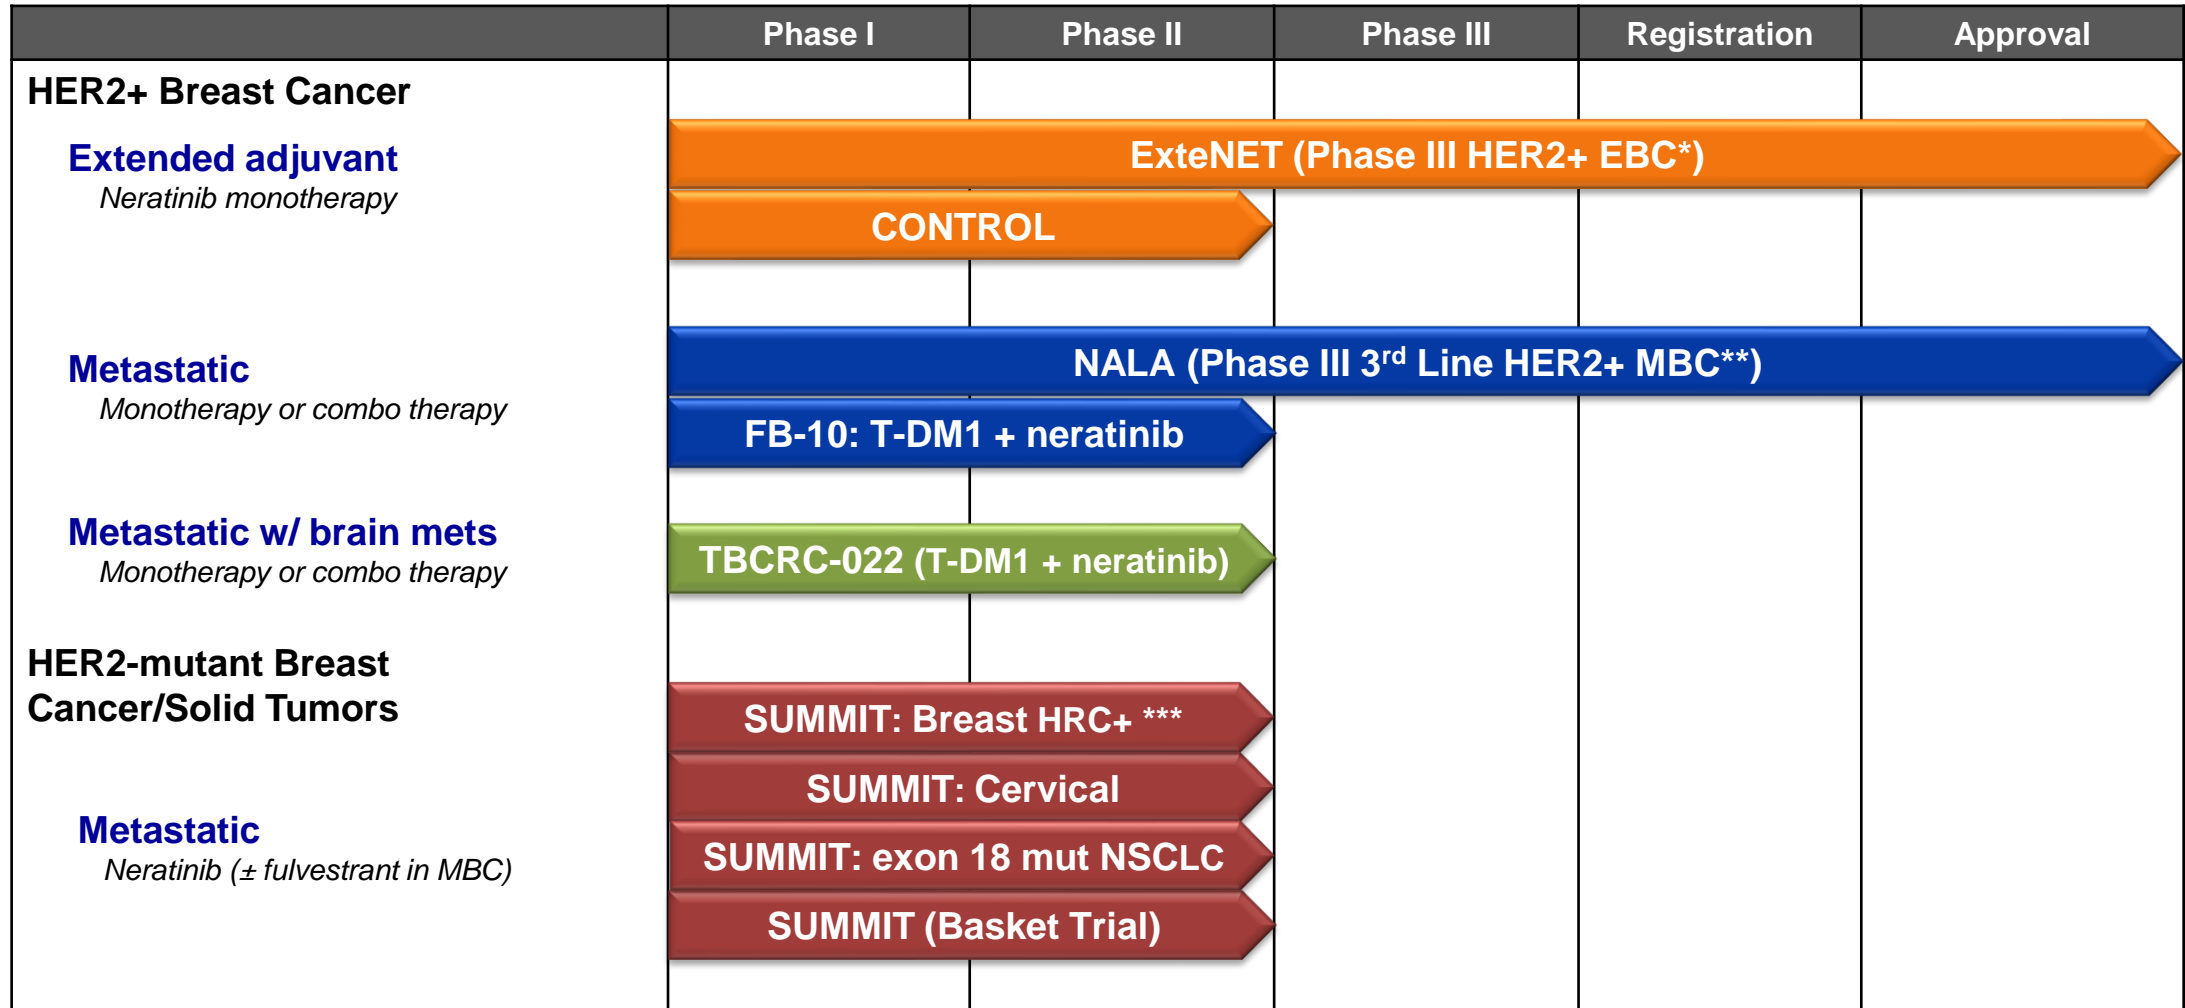 Phase I Phase II Phase III Registration Approval
HER2+ Breast Cancer
Extended adjuvant
Neratinib monotherapy
ExteNET (Phase III HER2+ EBC*)
CONTROL
Metastatic
Monotherapy or combo therapy
NALA (Phase III 3rd Line HER2+ MBC**)
FB-10: T-DM1 + neratinib
Metastatic w/ brain mets
Monotherapy or combo therapy
TBCRC-022 (T-DM1 + neratinib)
HER2-mutant Breast
Cancer/Solid Tumors
SUMMIT: Breast HRC+ ***
SUMMIT: Cervical
Metastatic
Neratinib (± fulvestrant in MBC)
SUMMIT: exon 18 mut NSCLC
SUMMIT (Basket Trial)